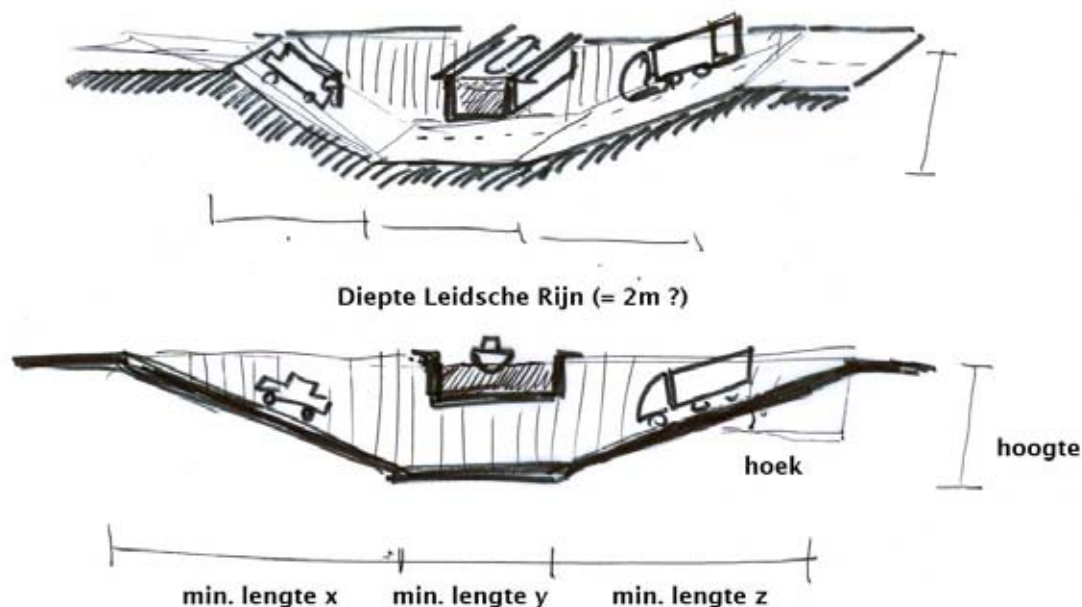 Diepte Leidsche Rijn (= 2m ?)
hoek
hoogte
min. lengte x
min. lengte y
min. lengte z